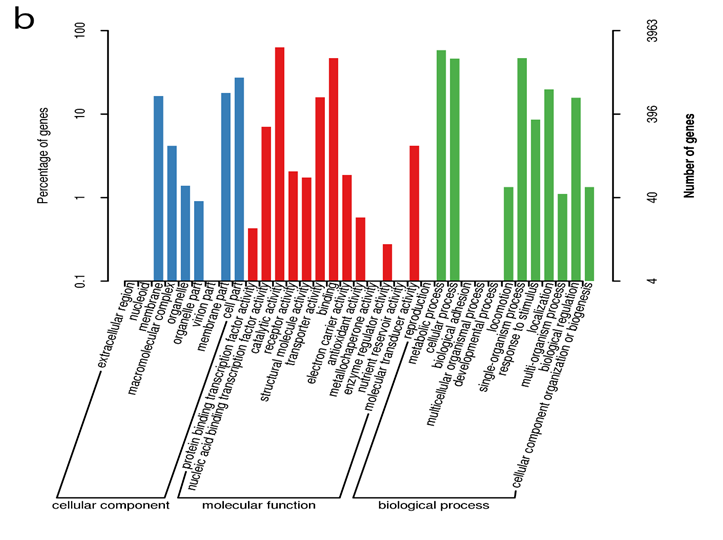 b
100
10
1
0.1
Percentage of genes
3963
396
40
4
Number of genes
extracellular region
nucleoid
membrane
macromolecular complex
organelle
organelle part
virion part
membrane part
cell part
protein binding transcription factor activity
nucleic acid binding transcription factor activity
catalytic activity
receptor activity
structural molecule activity
transporter activity
binding
electron carrier activity
antioxidant activity
metallochaperone activity
enzyme regulator activity
nutrient reservoir activity
molecular transducer activity
reproduction
metabolic process
cellular process
biological adhesion
multicellular organismal process
developmental process
locomotion
single-organism process
response to stimulus
localization
multi-organism process
biological regulation
cellular component organization or biogenesis
cellular component
molecular function
biological process